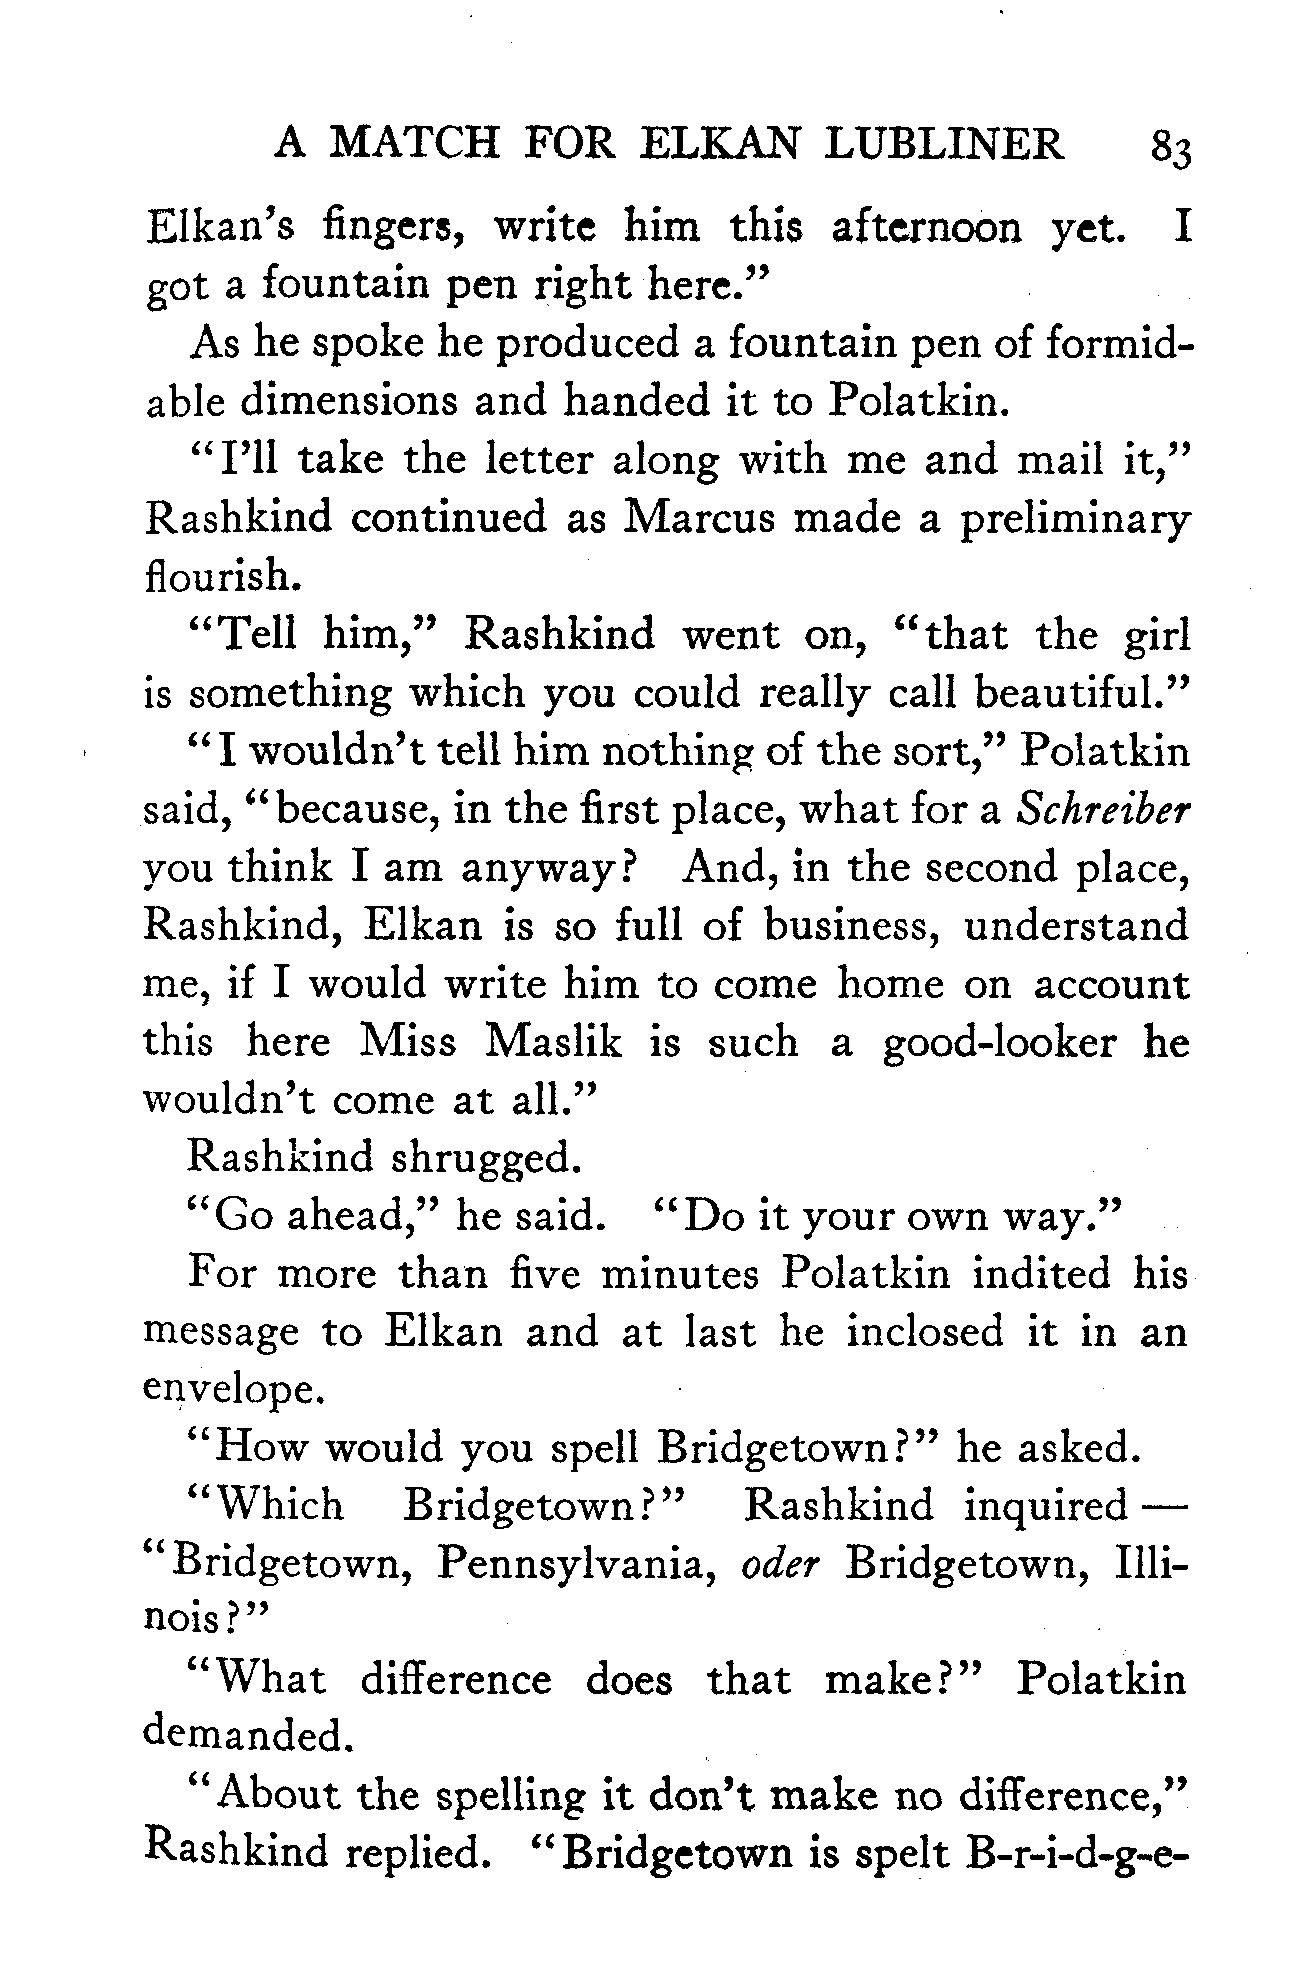 A MATCH FOR ELKAN LUBLINER 83
Elkan's fingers, write him this afternoon yet. I
got a fountain pen right here."
As he spoke he produced a fountain pen of formid-
able dimensions and handed it to Polatkin.
"I'll take the letter along with me and mail it,"
Rashkind continued as Marcus made a preliminary
flourish.
"Tell him," Rashkind went on, "that the girl
is something which you could really call beautiful."
"I wouldn't tell him nothing of the sort," Polatkin
said, "because, in the first place, what for a Schreiber
you think I am anyway? And, in the second place,
Rashkind, Elkan is so full of business, understand
me, if I would write him to come home on account
this here Miss Maslik is such a good-looker he
wouldn't come at all."
Rashkind shrugged.
"Go ahead," he said. "Do it your own way."
For more than five minutes Polatkin indited his
message to Elkan and at last he inclosed it in an
envelope.
"How would you spell Bridgetown?" he asked.
"Which Bridgetown?" Rashkind inquired —
"Bridgetown, Pennsylvania, oder Bridgetown, Illi-
nois?"
"What difference does that make?" Polatkin
demanded.
"About the spelling it don't make no difference,"
Rashkind replied. "Bridgetown is spelt B-r-i-d-g-e-